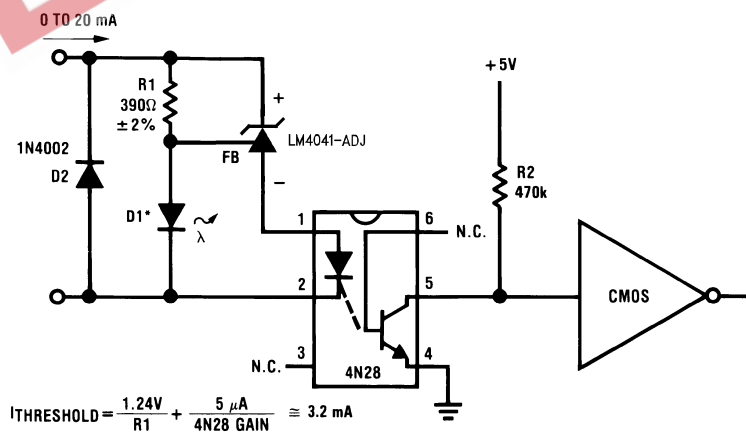 0 TO 20 mA
+5V
R1
390Ω
±2%
+
LM4041-ADJ
FB
−
1N4002
D2
D1*
λ
R2
470k
1
6
N.C.
2
5
CMOS
3
N.C.
4
4N28
ITHRESHOLD = 1.24V / R1 + 5 μA / 4N28 GAIN ≅ 3.2 mA